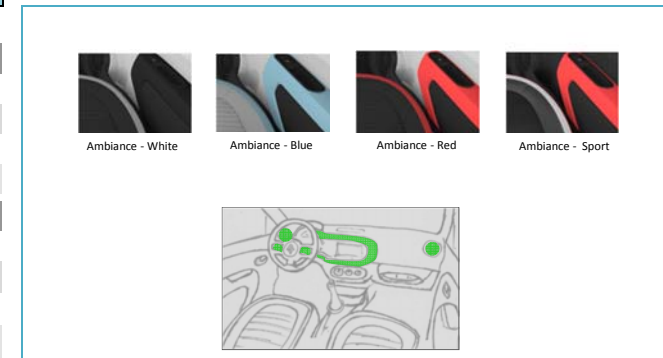 Ambiance - White
Ambiance - Blue
Ambiance - Red
Ambiance -  Sport